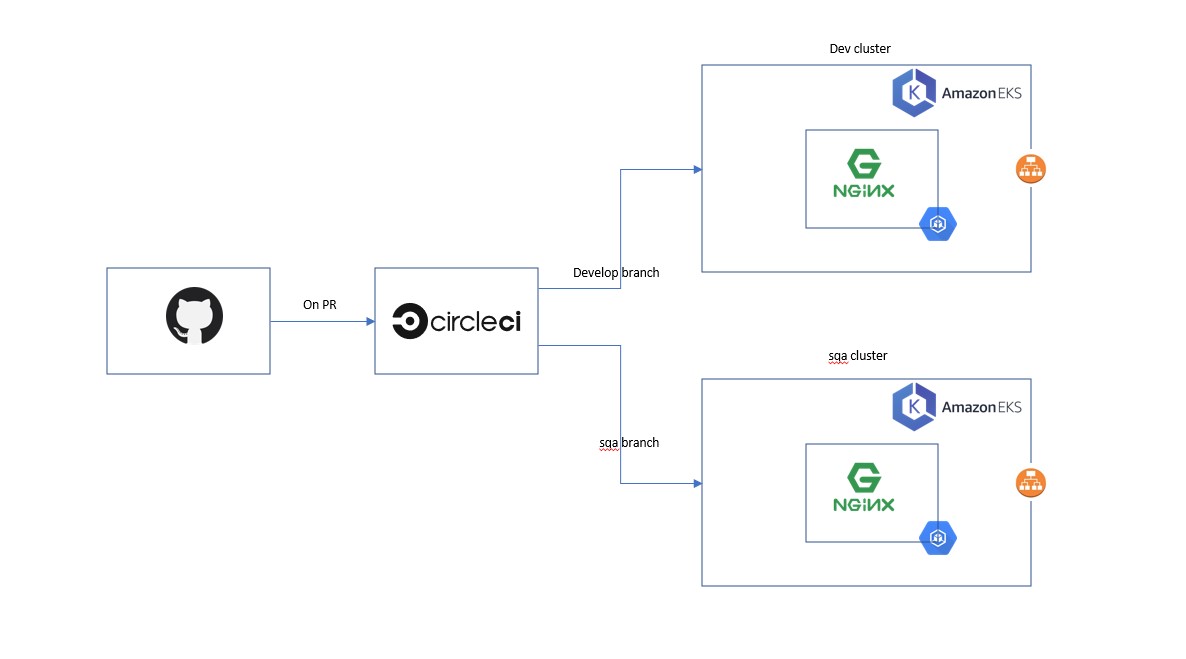 Dev cluster
Amazon EKS
NGINX
Develop branch
On PR
circleci
sqa cluster
Amazon EKS
sqa branch
NGINX